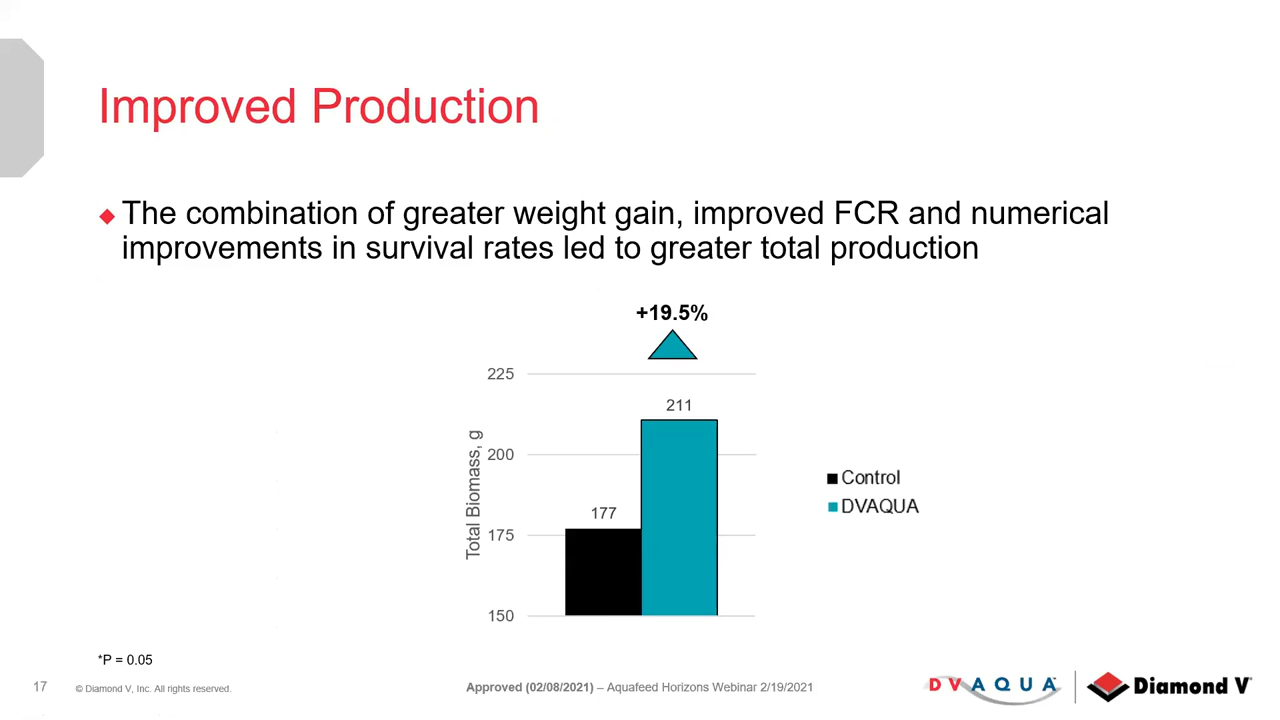 Improved Production
The combination of greater weight gain, improved FCR and numerical
improvements in survival rates led to greater total production
+19.5%
225
211
200
177
175
150
Total Biomass, g
Control
DVAQUA
*P = 0.05
17
© Diamond V, Inc. All rights reserved.
Approved (02/08/2021) – Aquafeed Horizons Webinar 2/19/2021
DVAQUA™
Diamond V®